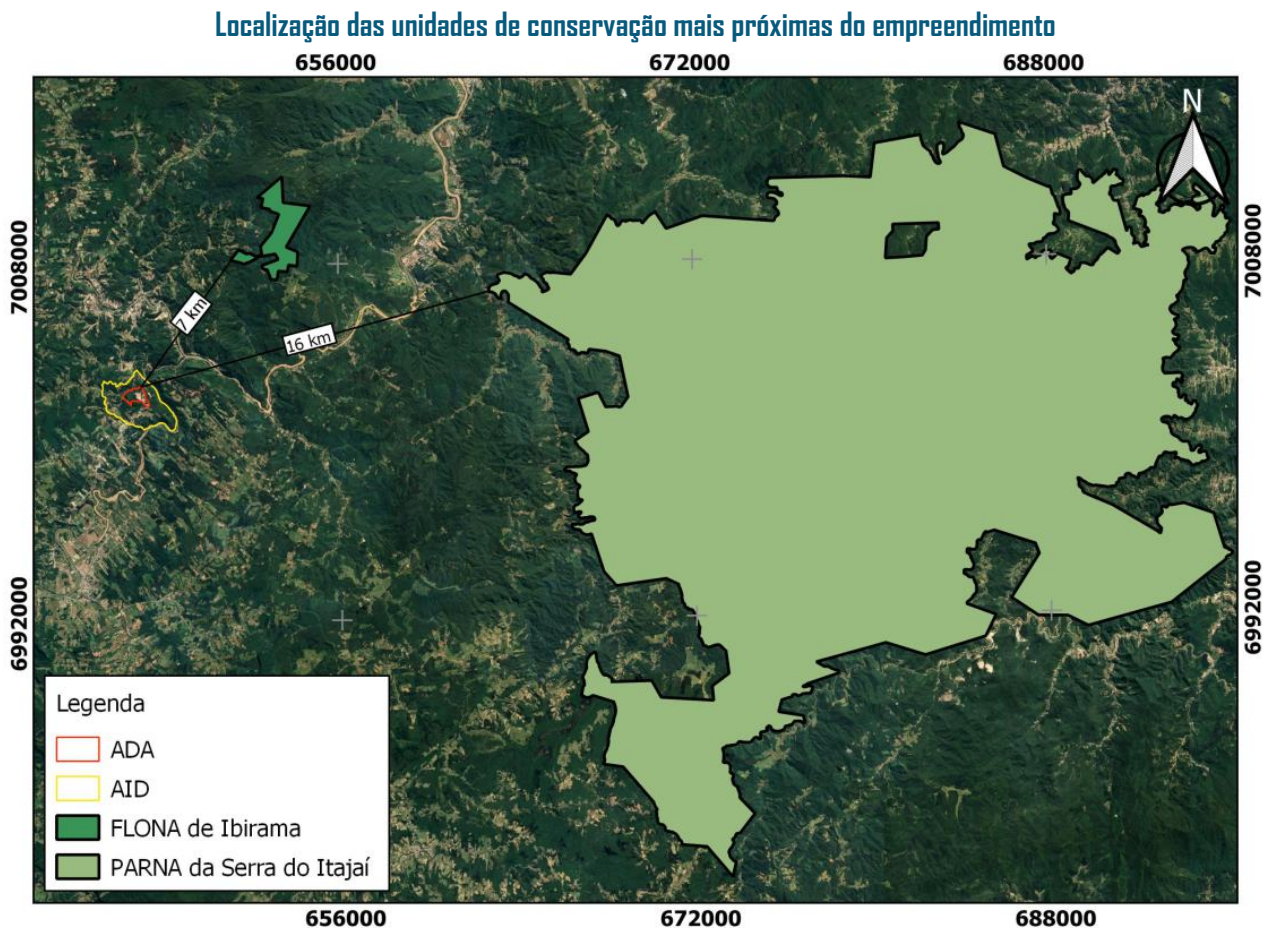 Localização das unidades de conservação mais próximas do empreendimento
656000 672000 688000
N
7008000 7008000
7 km
16 km
6992000 6992000
Legenda
ADA
AID
FLONA de Ibirama
PARNA da Serra do Itajaí
656000 672000 688000